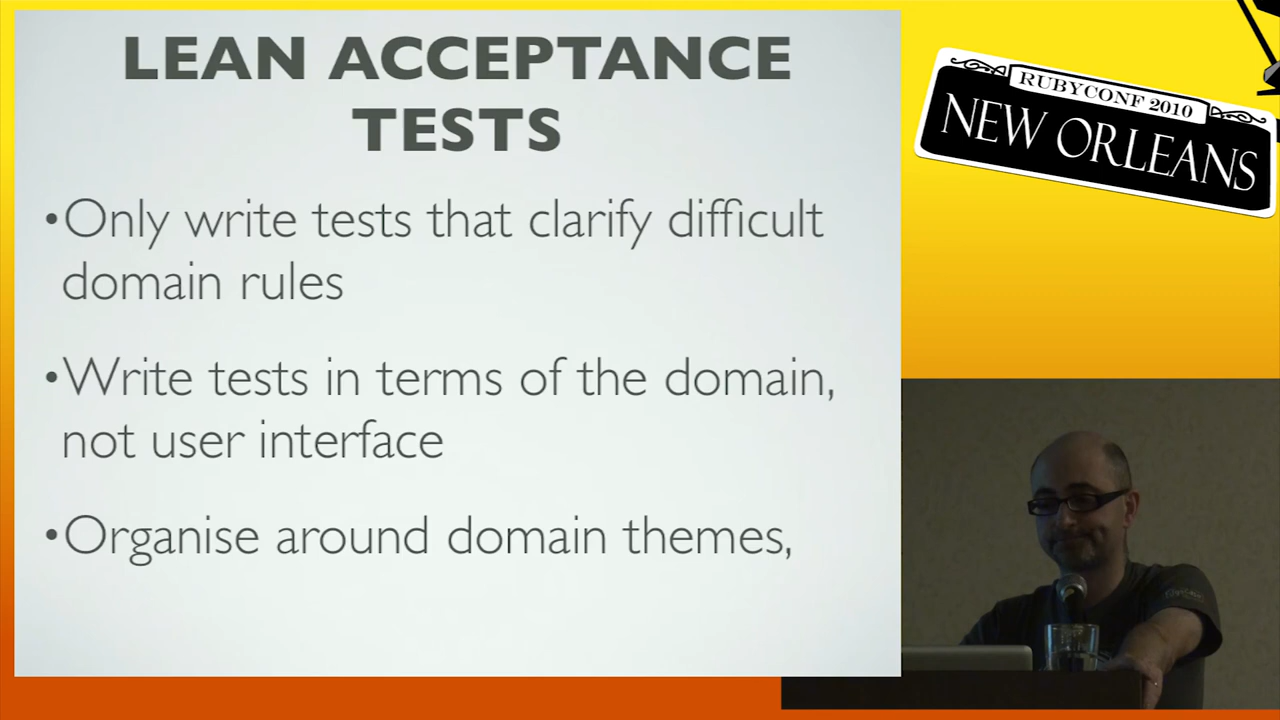 LEAN ACCEPTANCE
TESTS
•Only write tests that clarify difficult
domain rules
•Write tests in terms of the domain,
not user interface
•Organise around domain themes,
RUBYCONF 2010
NEW ORLEANS